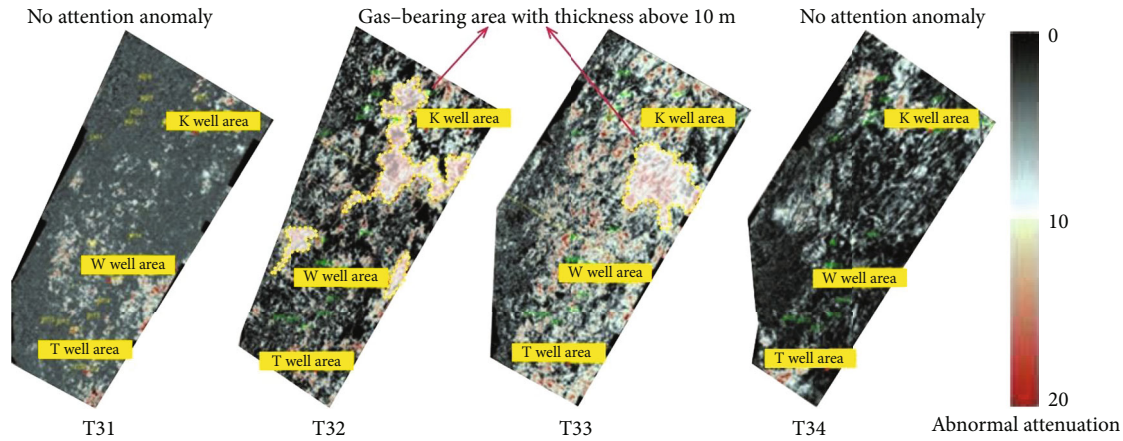 No attention anomaly
Gas–bearing area with thickness above 10 m
No attention anomaly
0
K well area
K well area
K well area
K well area
10
W well area
W well area
W well area
W well area
T well area
T well area
T well area
T well area
20
T31
T32
T33
T34
Abnormal attenuation